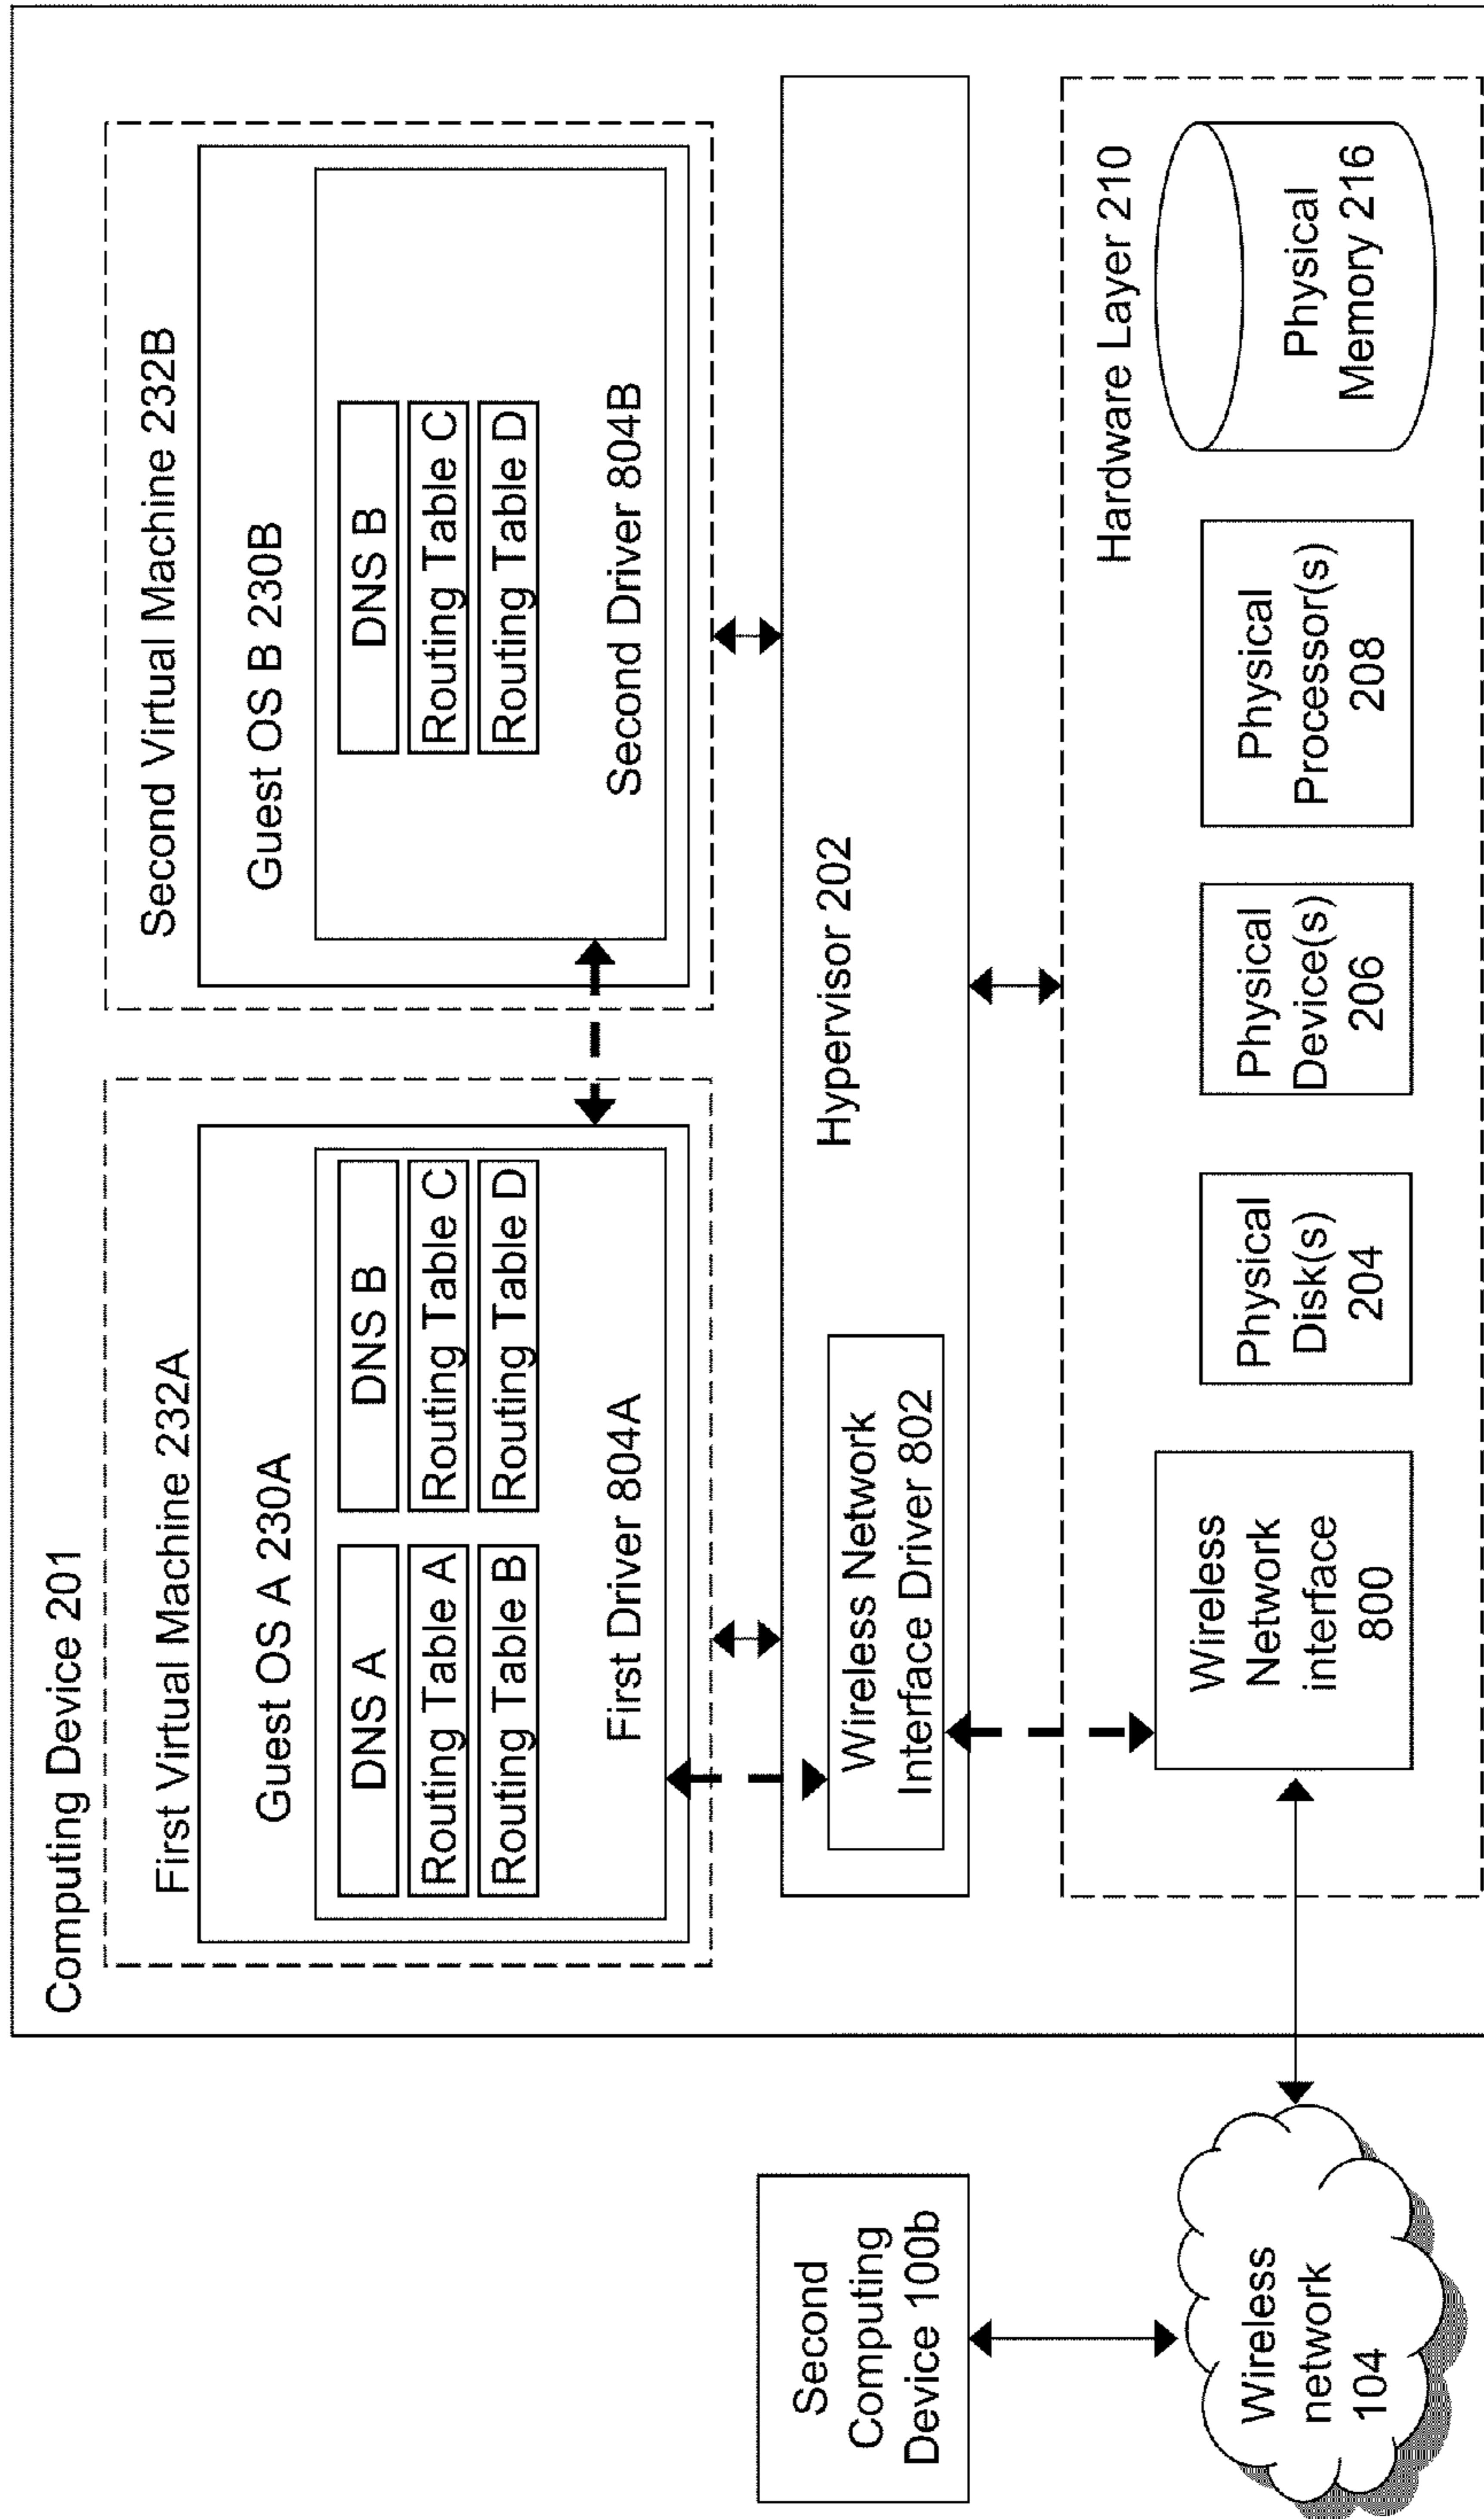 Computing Device 201
First Virtual Machine 232A
Guest OS A 230A
DNS A
Routing Table A
Routing Table B
DNS B
Routing Table C
Routing Table D
First Driver 804A
Second Virtual Machine 232B
Guest OS B 230B
DNS B
Routing Table C
Routing Table D
Second Driver 804B
Hypervisor 202
Wireless Network
Interface Driver 802
Hardware Layer 210
Wireless
Network
interface
800
Physical
Disk(s)
204
Physical
Device(s)
206
Physical
Processor(s)
208
Physical
Memory 216
Second
Computing
Device 100b
Wireless
network
104